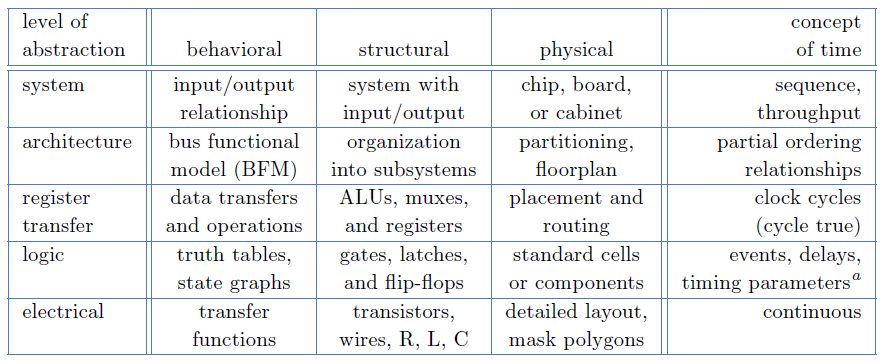 level of concept
abstraction behavioral structural physical of time
system input/output system with chip, board, sequence,
relationship input/output or cabinet throughput
architecture bus functional organization partitioning, partial ordering
model (BFM) into subsystems floorplan relationships
register data transfers ALUs, muxes, placement and clock cycles
transfer and operations and registers routing (cycle true)
logic truth tables, gates, latches, standard cells events, delays,
state graphs and flip-flops or components timing parametersᵃ
electrical transfer transistors, detailed layout, continuous
functions wires, R, L, C mask polygons